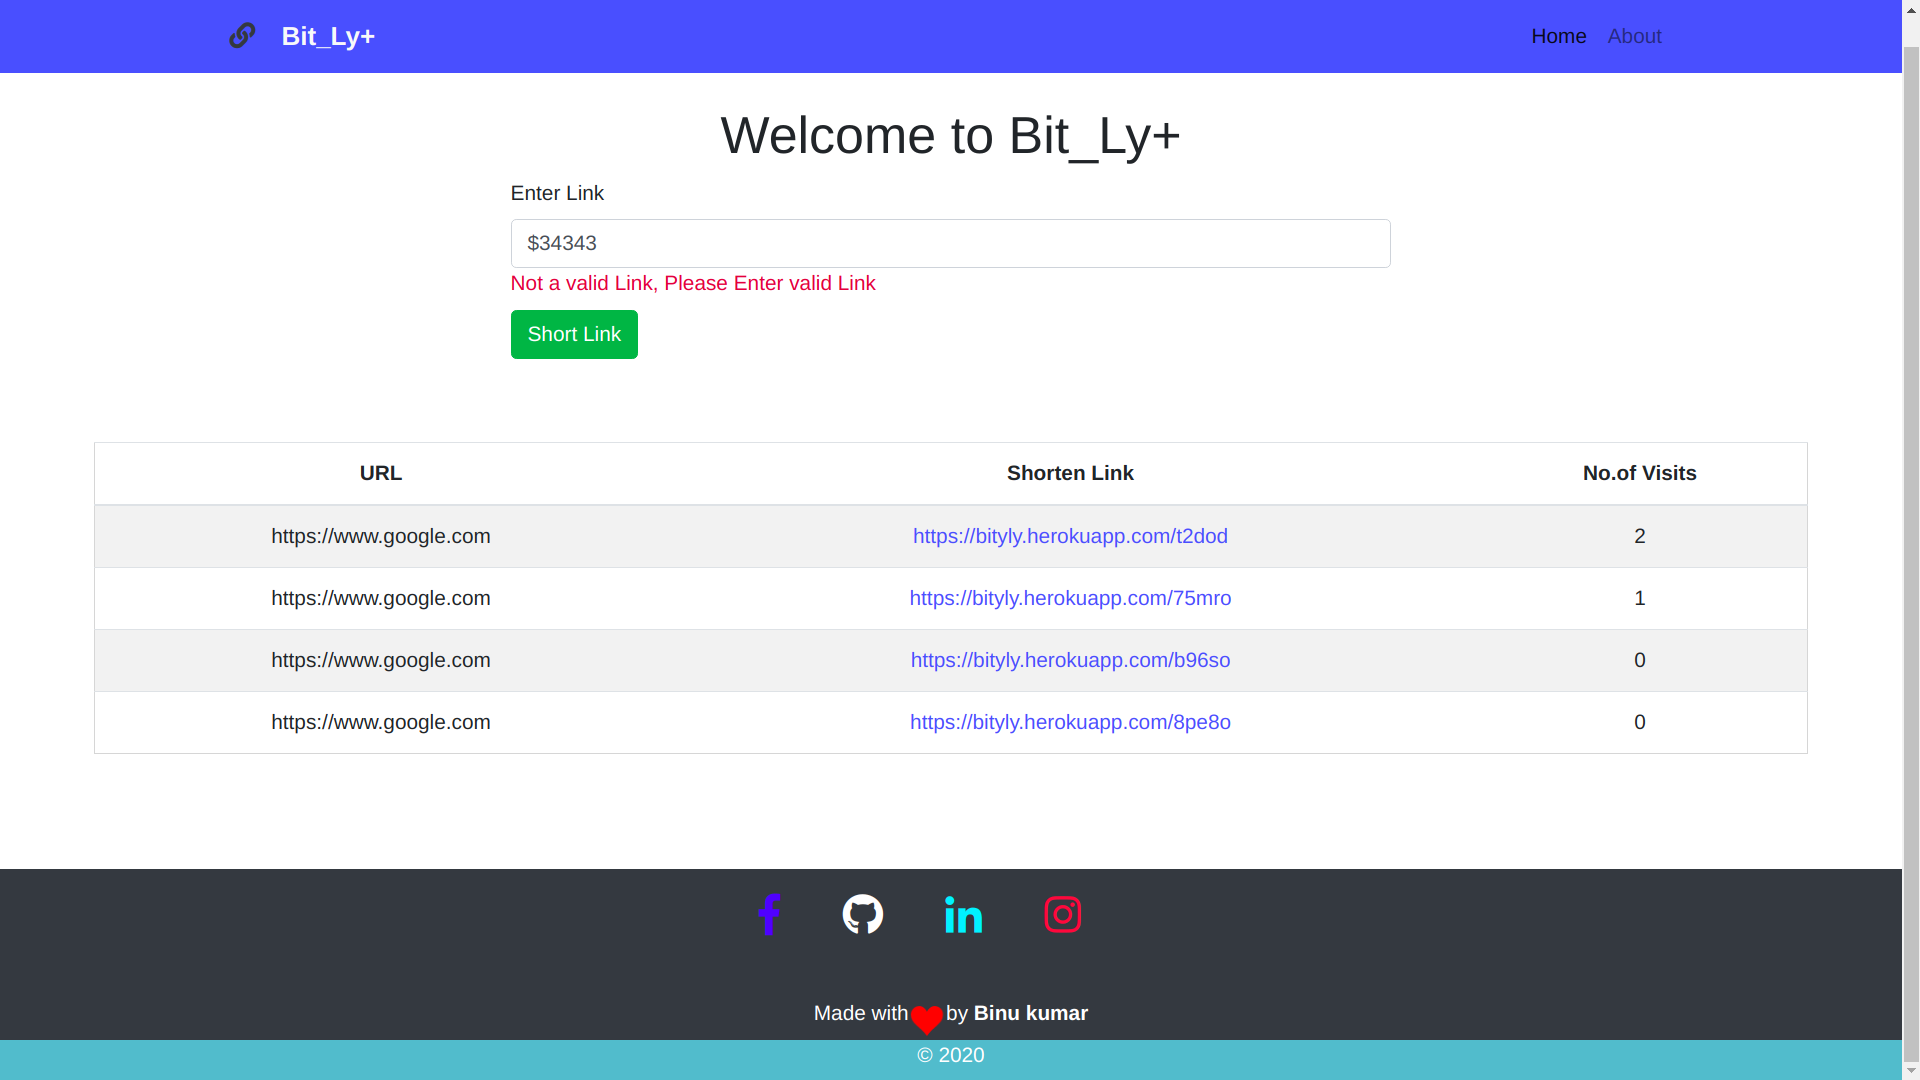 Bit_Ly+ Home About
Welcome to Bit_Ly+
Enter Link
$34343
Not a valid Link, Please Enter valid Link
Short Link
URL Shorten Link No.of Visits
https://www.google.com https://bityly.herokuapp.com/t2dod 2
https://www.google.com https://bityly.herokuapp.com/75mro 1
https://www.google.com https://bityly.herokuapp.com/b96so 0
https://www.google.com https://bityly.herokuapp.com/8pe8o 0
Made with by Binu kumar
© 2020